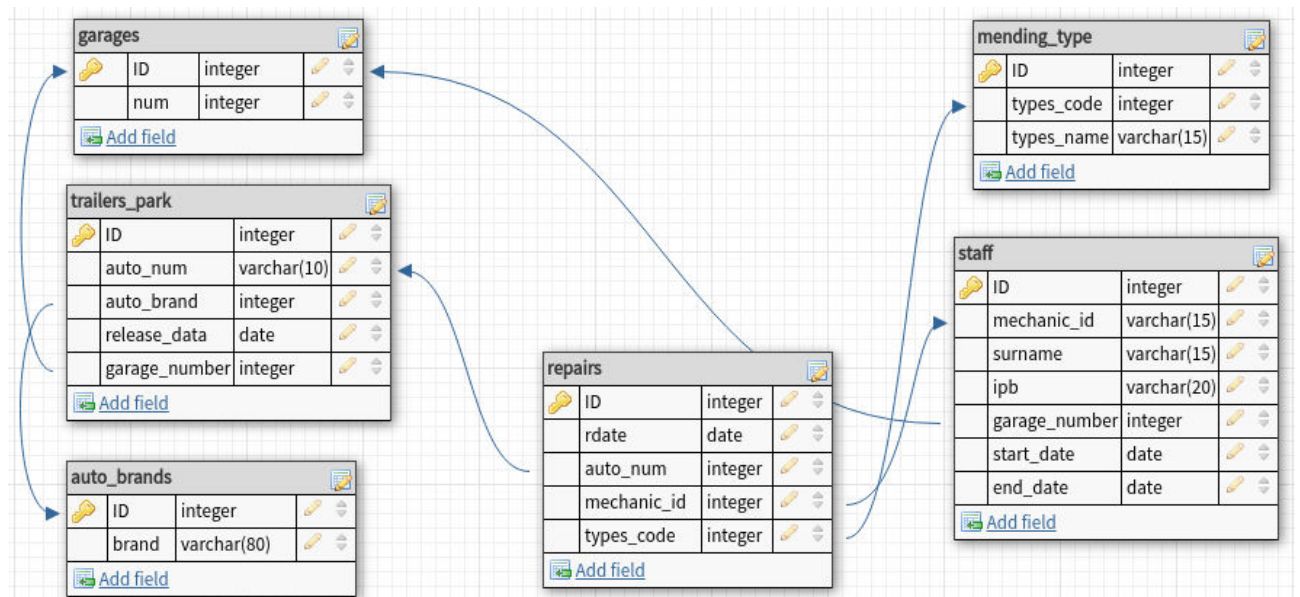 garages
ID integer
num integer
Add field
trailers_park
ID integer
auto_num varchar(10)
auto_brand integer
release_data date
garage_number integer
Add field
auto_brands
ID integer
brand varchar(80)
Add field
repairs
ID integer
rdate date
auto_num integer
mechanic_id integer
types_code integer
Add field
mending_type
ID integer
types_code integer
types_name varchar(15)
Add field
staff
ID integer
mechanic_id varchar(15)
surname varchar(15)
ipb varchar(20)
garage_number integer
start_date date
end_date date
Add field